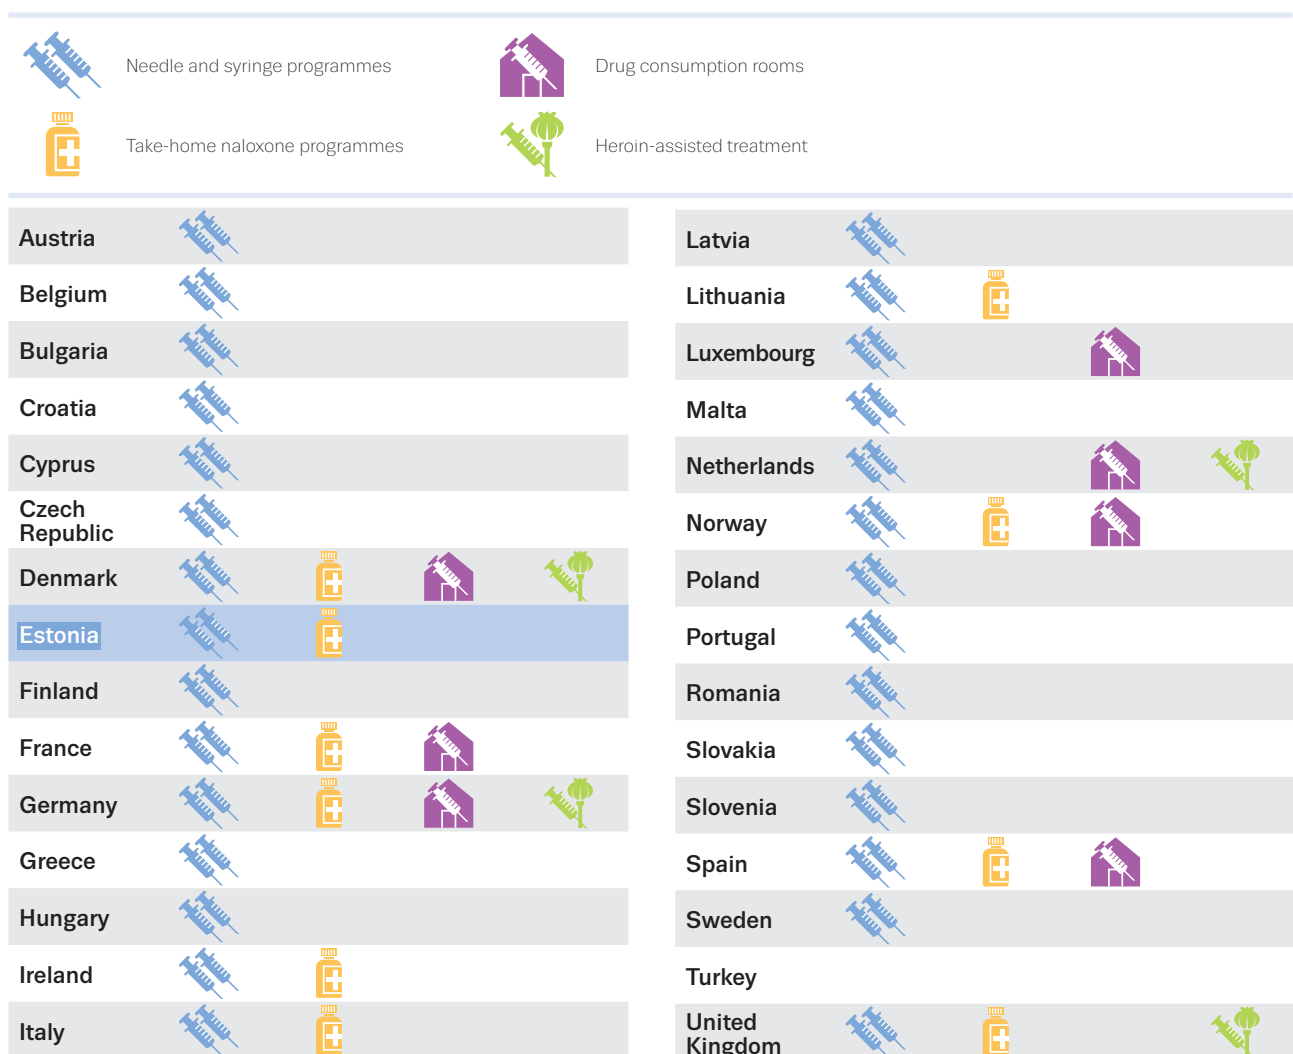 Needle and syringe programmes
Drug consumption rooms
Take-home naloxone programmes
Heroin-assisted treatment
Austria
Belgium
Bulgaria
Croatia
Cyprus
Czech
Republic
Denmark
Estonia
Finland
France
Germany
Greece
Hungary
Ireland
Italy
Latvia
Lithuania
Luxembourg
Malta
Netherlands
Norway
Poland
Portugal
Romania
Slovakia
Slovenia
Spain
Sweden
Turkey
United
Kingdom